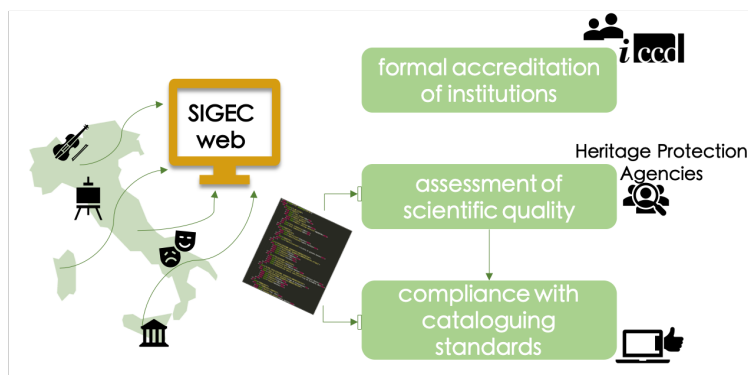 SIGEC
web
iccd
formal accreditation
of institutions
Heritage Protection
Agencies
assessment of
scientific quality
compliance with
cataloguing
standards